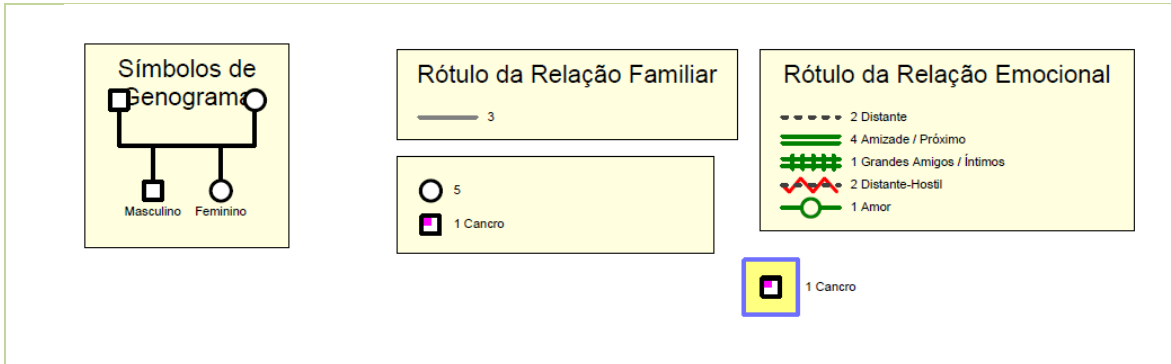 Símbolos de
Genograma
Masculino Feminino
Rótulo da Relação Familiar
3
5
1 Cancro
Rótulo da Relação Emocional
2 Distante
4 Amizade / Próximo
1 Grandes Amigos / Íntimos
2 Distante-Hostil
1 Amor
1 Cancro